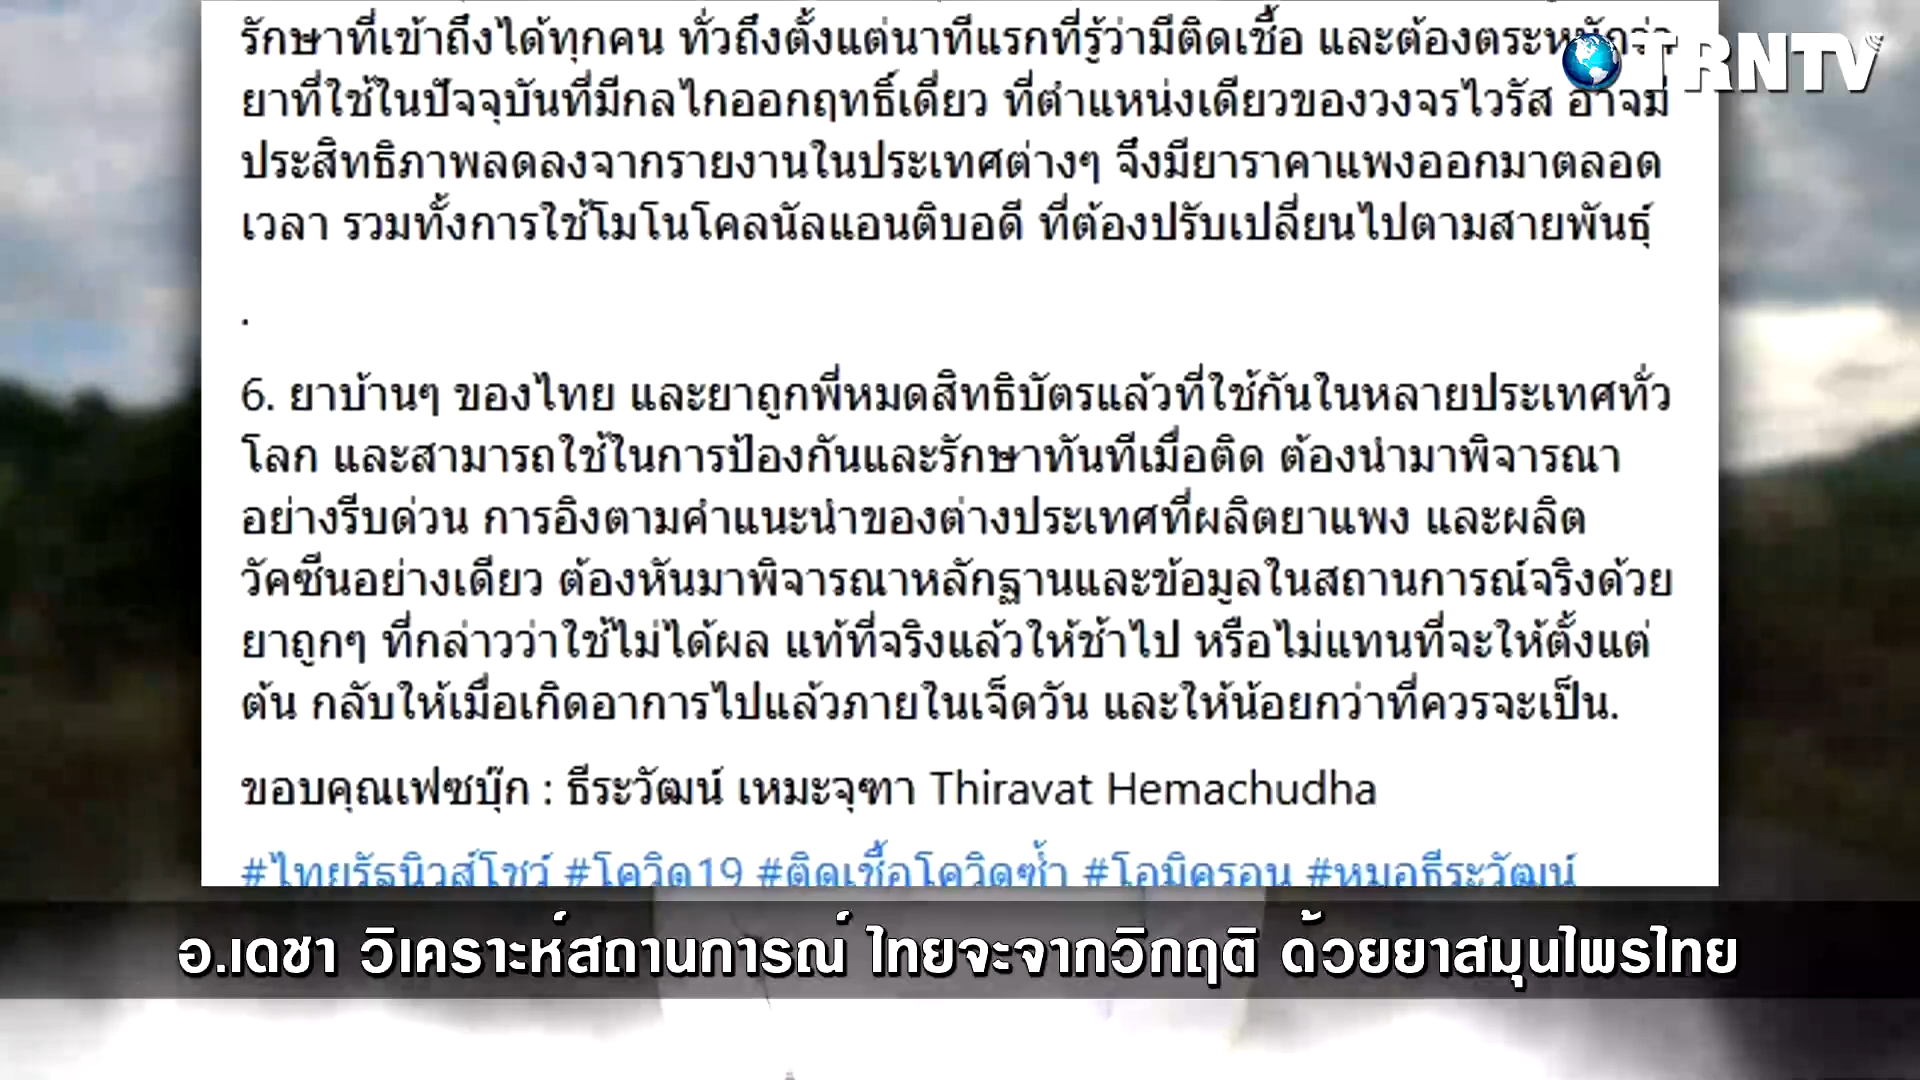 รักษาที่เข้าถึงได้ทุกคน ทั่วถึงตั้งแต่นาทีแรกที่รู้ว่ามีติดเชื้อ และต้องตระหนักว่า
TRNTV
ยาที่ใช้ในปัจจุบันที่มีกลไกออกฤทธิ์เดี่ยว ที่ตำแหน่งเดียวของวงจรไวรัส อาจมี
ประสิทธิภาพลดลงจากรายงานในประเทศต่างๆ จึงมียาราคาแพงออกมาตลอด
เวลา รวมทั้งการใช้โมโนโคลนัลแอนติบอดี ที่ต้องปรับเปลี่ยนไปตามสายพันธุ์
.
6. ยาบ้านๆ ของไทย และยาถูกพี่หมดสิทธิบัตรแล้วที่ใช้กันในหลายประเทศทั่ว
โลก และสามารถใช้ในการป้องกันและรักษาทันทีเมื่อติด ต้องนำมาพิจารณา
อย่างรีบด่วน การอิงตามคำแนะนำของต่างประเทศที่ผลิตยาแพง และผลิต
วัคซีนอย่างเดียว ต้องหันมาพิจารณาหลักฐานและข้อมูลในสถานการณ์จริงด้วย
ยาถูกๆ ที่กล่าวว่าใช้ไม่ได้ผล แท้ที่จริงแล้วให้ช้าไป หรือไม่แทนที่จะให้ตั้งแต่
ต้น กลับให้เมื่อเกิดอาการไปแล้วภายในเจ็ดวัน และให้น้อยกว่าที่ควรจะเป็น.
ขอบคุณเฟซบุ๊ก : ธีระวัฒน์ เหมะจุฑา Thiravat Hemachudha
#ไทยรัฐนิวส์โชว์ #โควิด19 #ติดเชื้อโควิดซ้ำ #โอมิครอน #หมอธีระวัฒน์
อ.เดชา วิเคราะห์สถานการณ์ ไทยจะจากวิกฤติ ด้วยยาสมุนไพรไทย